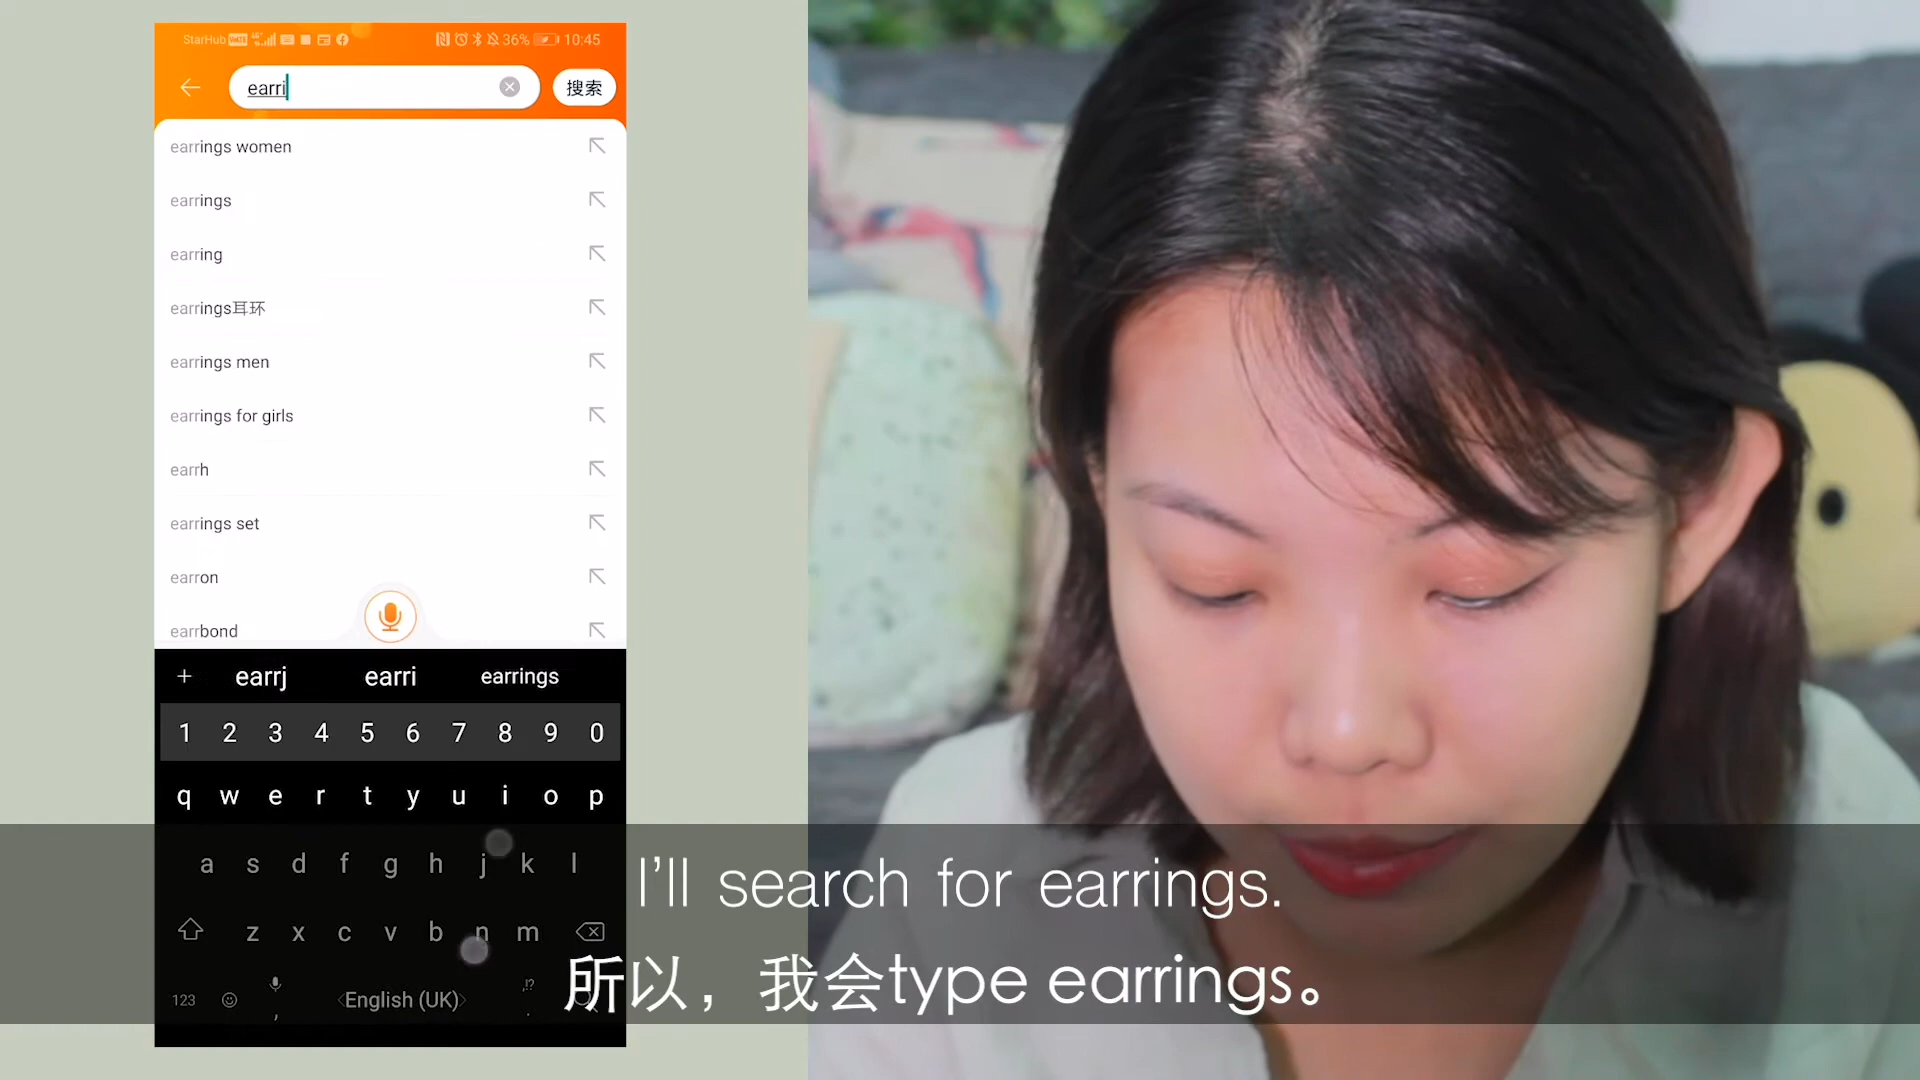 StarHub 36% 10:45
earri 搜索
earrings women
earrings
earring
earrings耳环
earrings men
earrings for girls
earrh
earrings set
earron
earrbond
+ earrj earri earrings
1 2 3 4 5 6 7 8 9 0
q w e r t y u i o p
a s d f g h j k l
z x c v b n m
123 , English (UK) ,!? .
I'll search for earrings.
所以，我会type earrings。